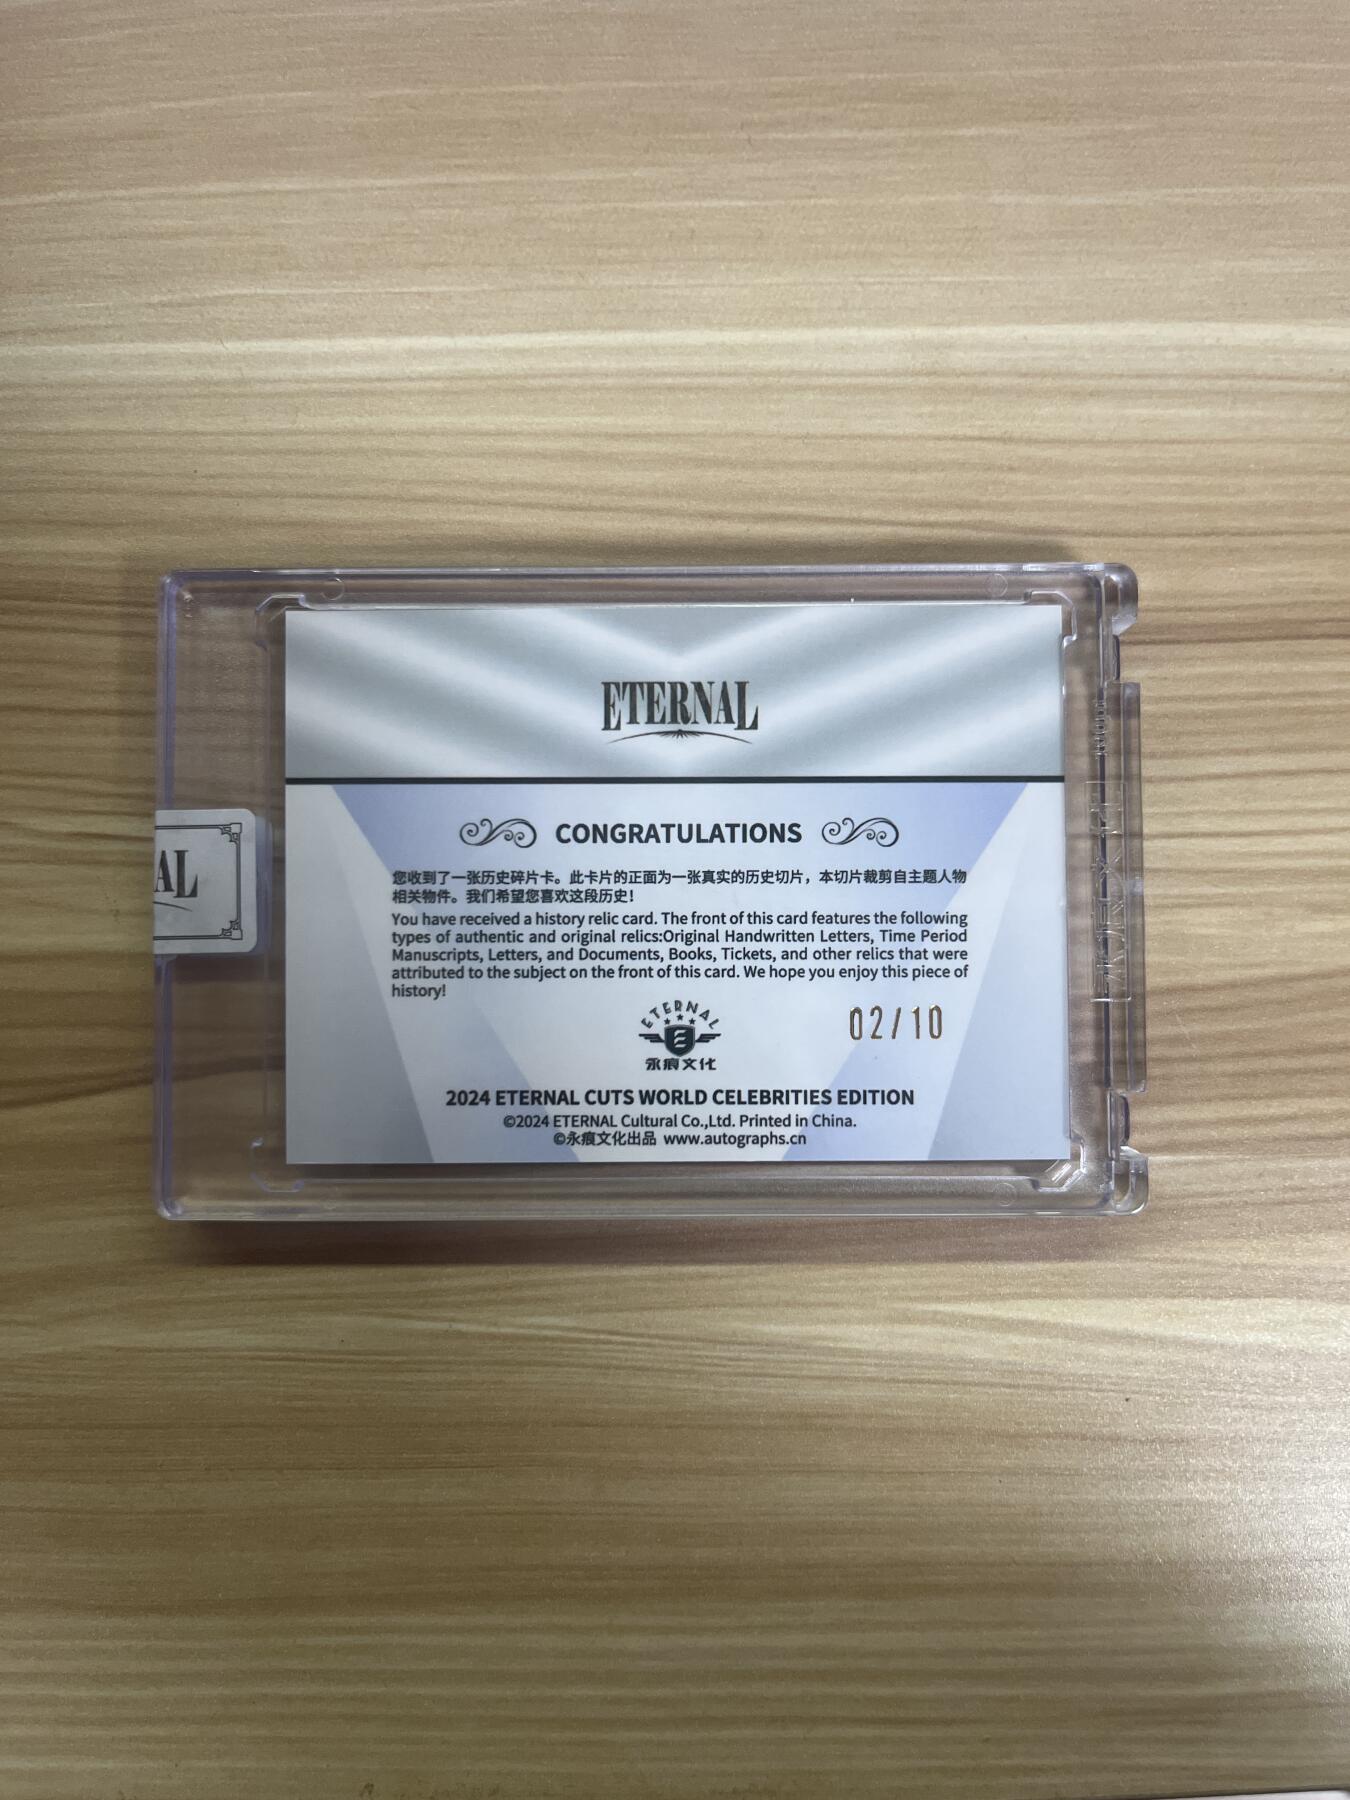 ETERNAL
CONGRATULATIONS
您收到了一张历史碎片卡。此卡片的正面为一张真实的历史切片，本切片裁剪自主题人物
相关物件。我们希望您喜欢这段历史！
You have received a history relic card. The front of this card features the following
types of authentic and original relics:Original Handwritten Letters, Time Period
Manuscripts, Letters, and Documents, Books, Tickets, and other relics that were
attributed to the subject on the front of this card. We hope you enjoy this piece of
history!
ETERNAL
永痕文化
02/10
2024 ETERNAL CUTS WORLD CELEBRITIES EDITION
©2024 ETERNAL Cultural Co.,Ltd. Printed in China.
©永痕文化出品 www.autographs.cn
AL